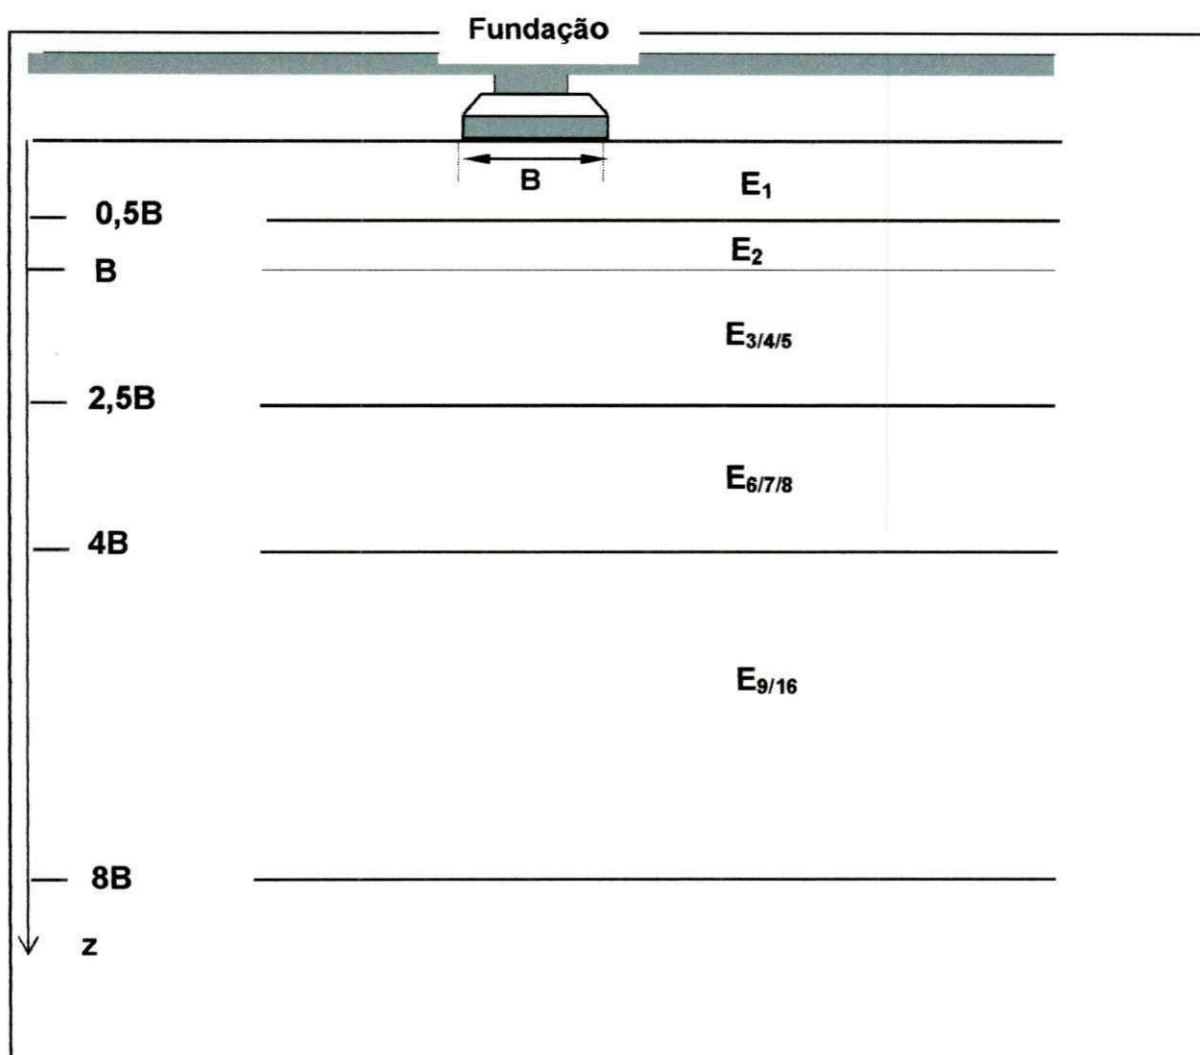 Fundação
B
E₁
0,5B
E₂
B
E₃/₄/₅
2,5B
E₆/₇/₈
4B
E₉/₁₆
8B
z